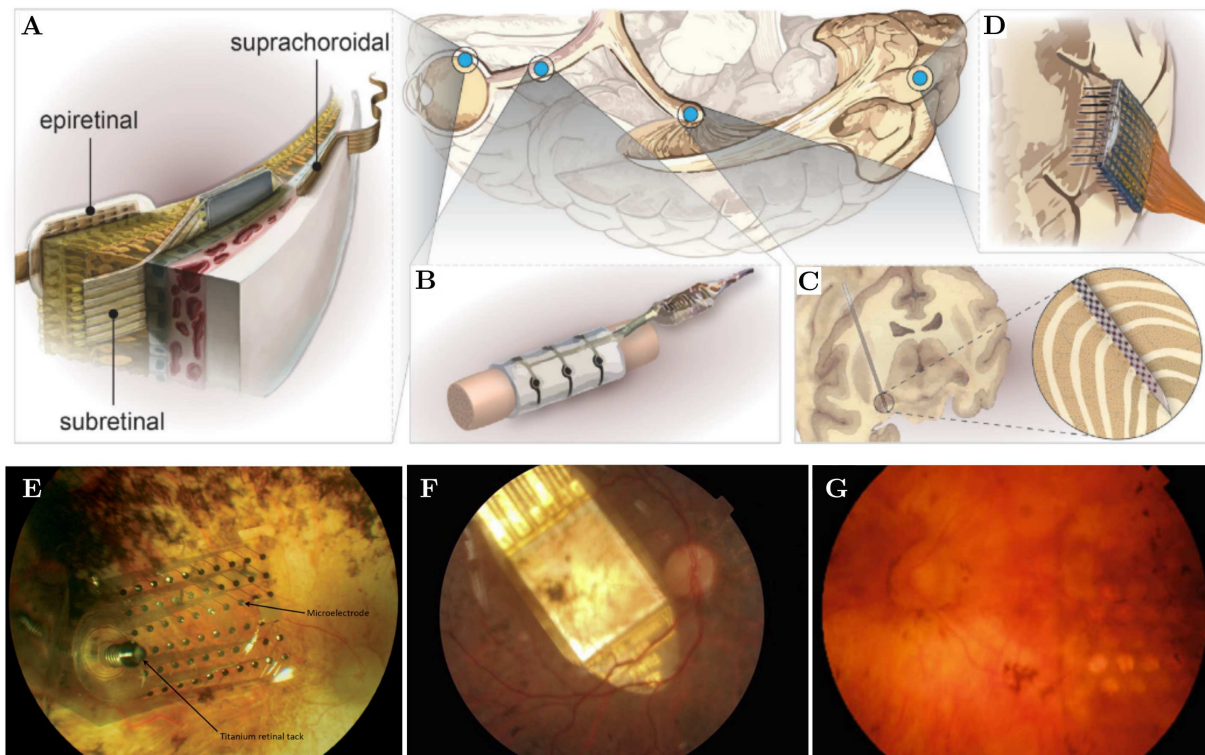 A
suprachoroidal
epiretinal
subretinal
B
C
D
E
Microelectrode
Titanium retinal tack
F
G